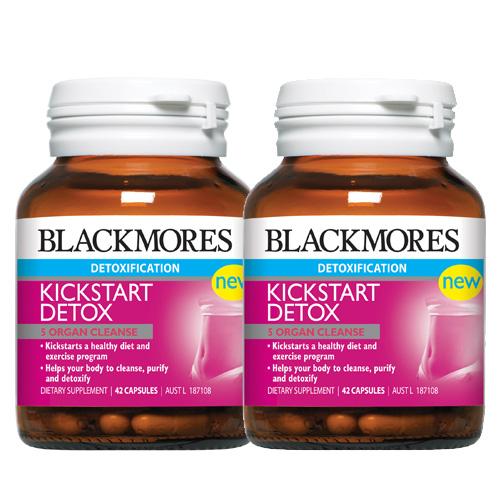 BLACKMORES
DETOXIFICATION
new
KICKSTART
DETOX
5 ORGAN CLEANSE
• Kickstarts a healthy diet and
exercise program
• Helps your body to cleanse, purify
and detoxify
DIETARY SUPPLEMENT | 42 CAPSULES | AUST L 187108
BLACKMORES
DETOXIFICATION
new
KICKSTART
DETOX
5 ORGAN CLEANSE
• Kickstarts a healthy diet and
exercise program
• Helps your body to cleanse, purify
and detoxify
DIETARY SUPPLEMENT | 42 CAPSULES | AUST L 187108